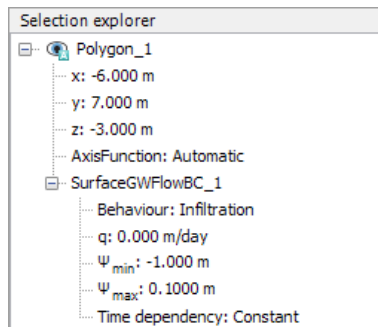 Selection explorer
Polygon_1
x: -6.000 m
y: 7.000 m
z: -3.000 m
AxisFunction: Automatic
SurfaceGWFlowBC_1
Behaviour: Infiltration
q: 0.000 m/day
Ψmin: -1.000 m
Ψmax: 0.1000 m
Time dependency: Constant